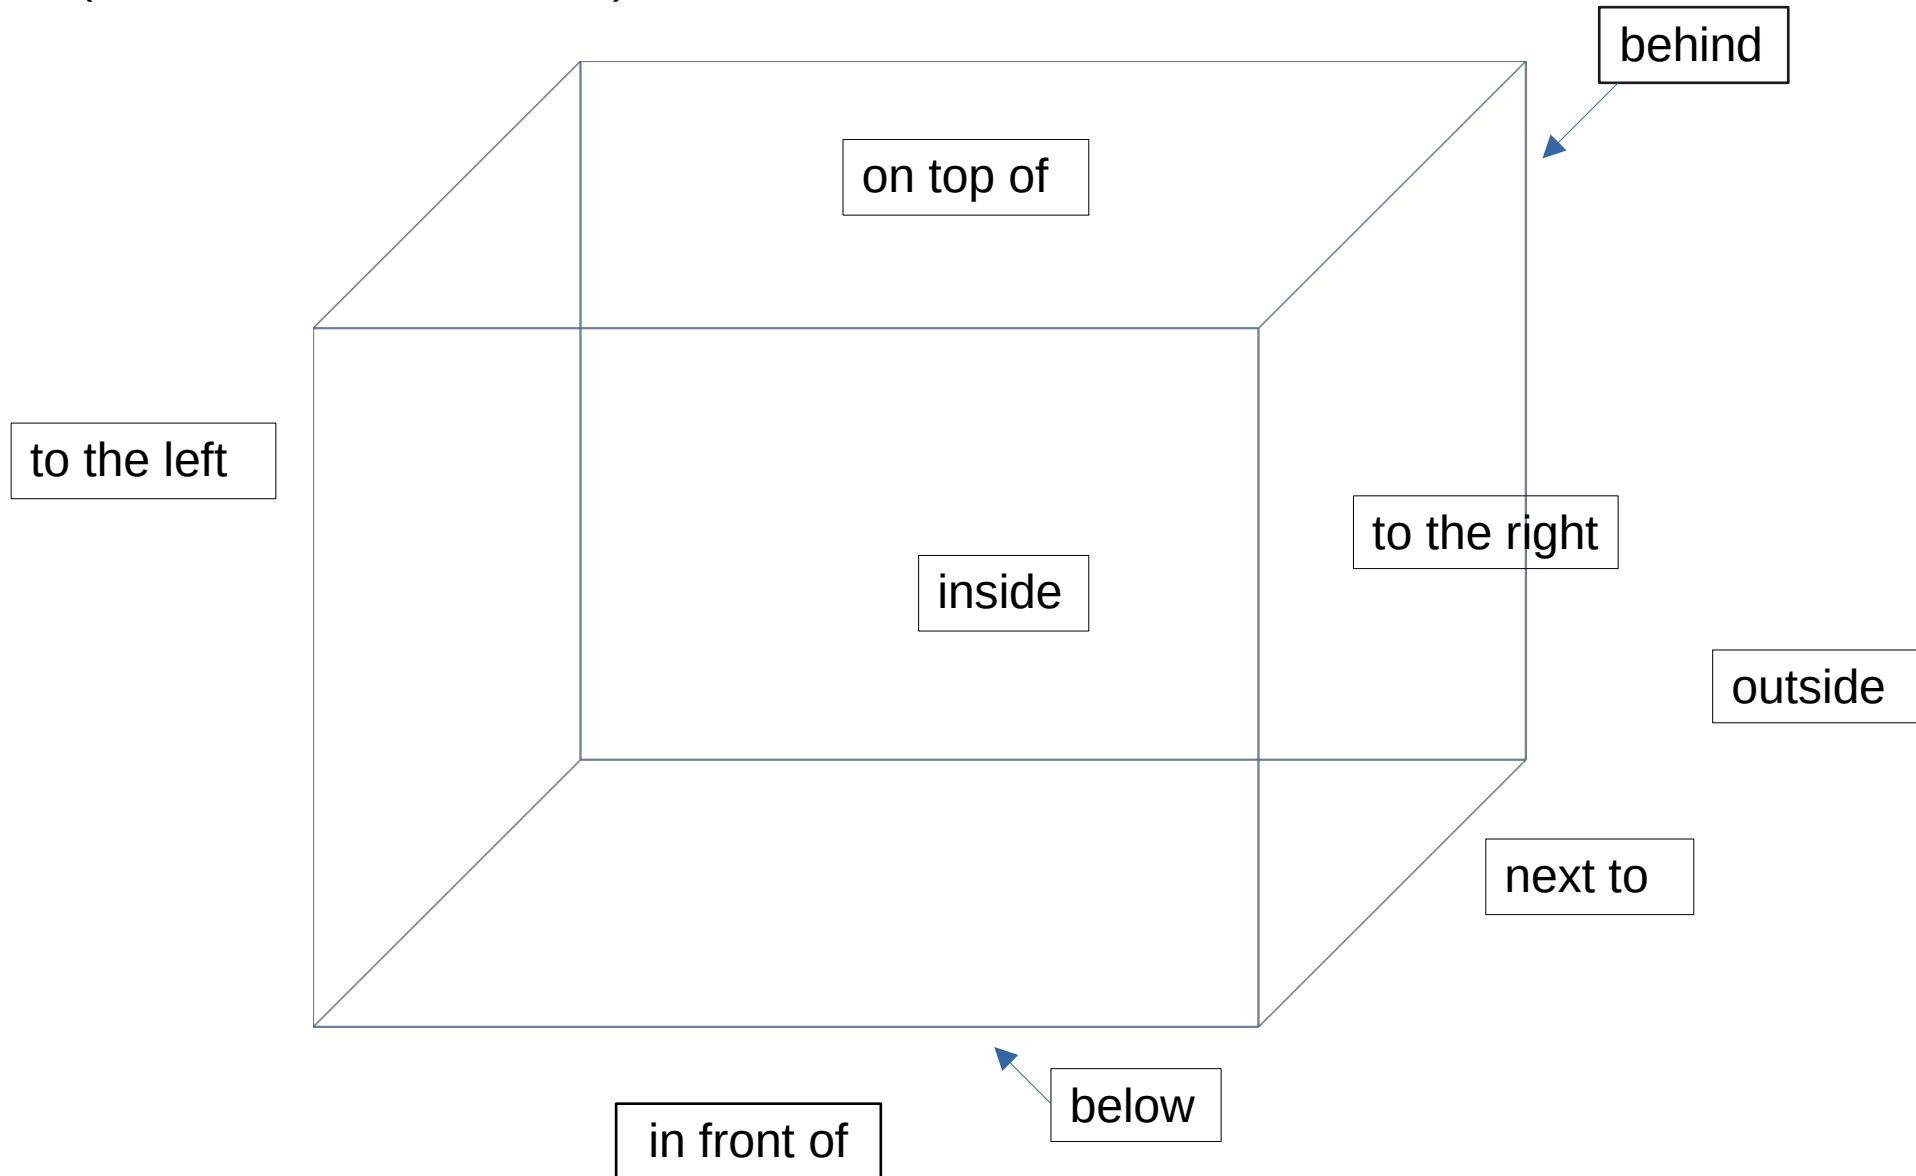 behind
on top of
to the left
to the right
inside
outside
next to
below
in front of